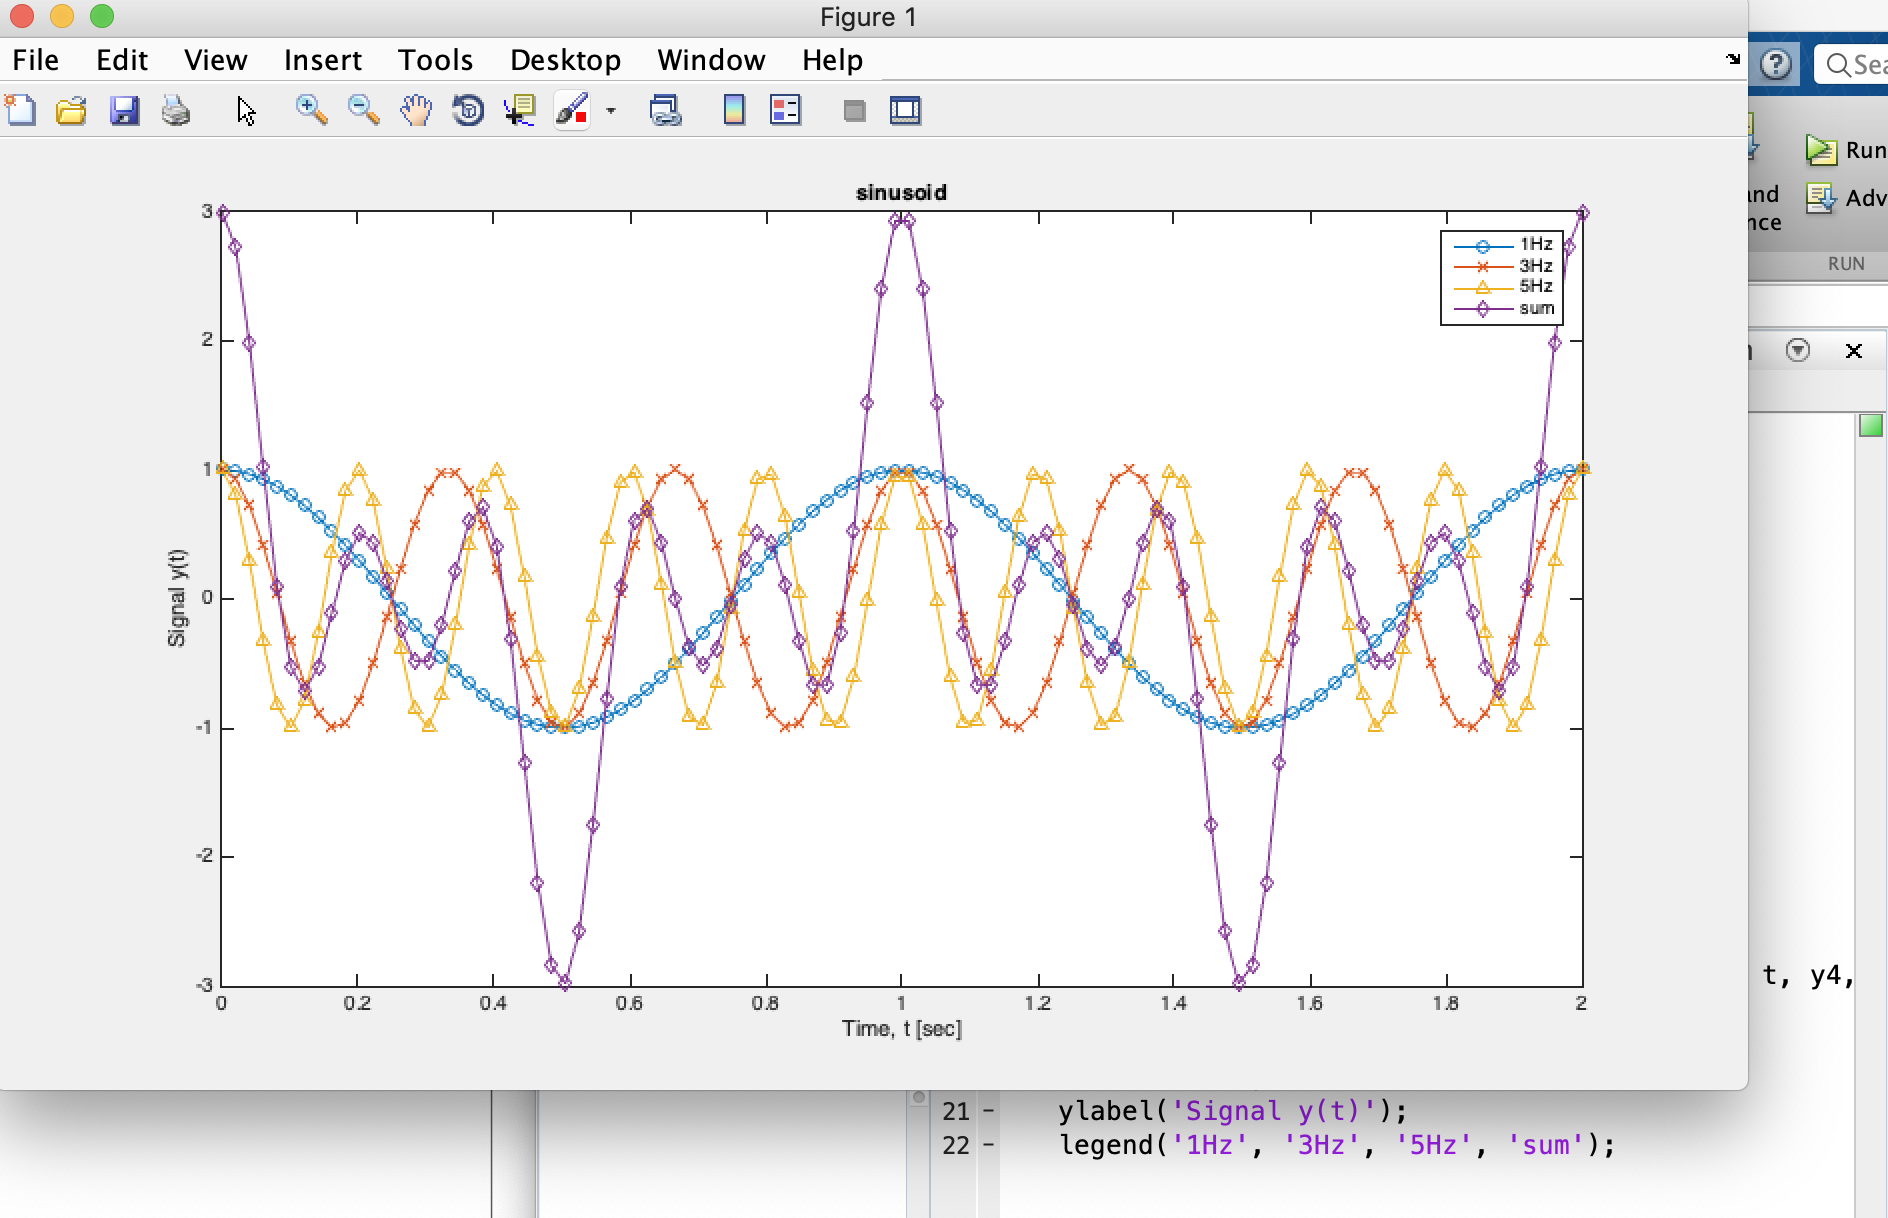 Figure 1
File Edit View Insert Tools Desktop Window Help
Sea
Run
and
nce
Adv
RUN
sinusoid
1Hz
3Hz
5Hz
sum
3
2
1
0
-1
-2
-3
Signal y(t)
0 0.2 0.4 0.6 0.8 1 1.2 1.4 1.6 1.8 2
Time, t [sec]
t, y4,
21 - ylabel('Signal y(t)');
22 - legend('1Hz', '3Hz', '5Hz', 'sum');